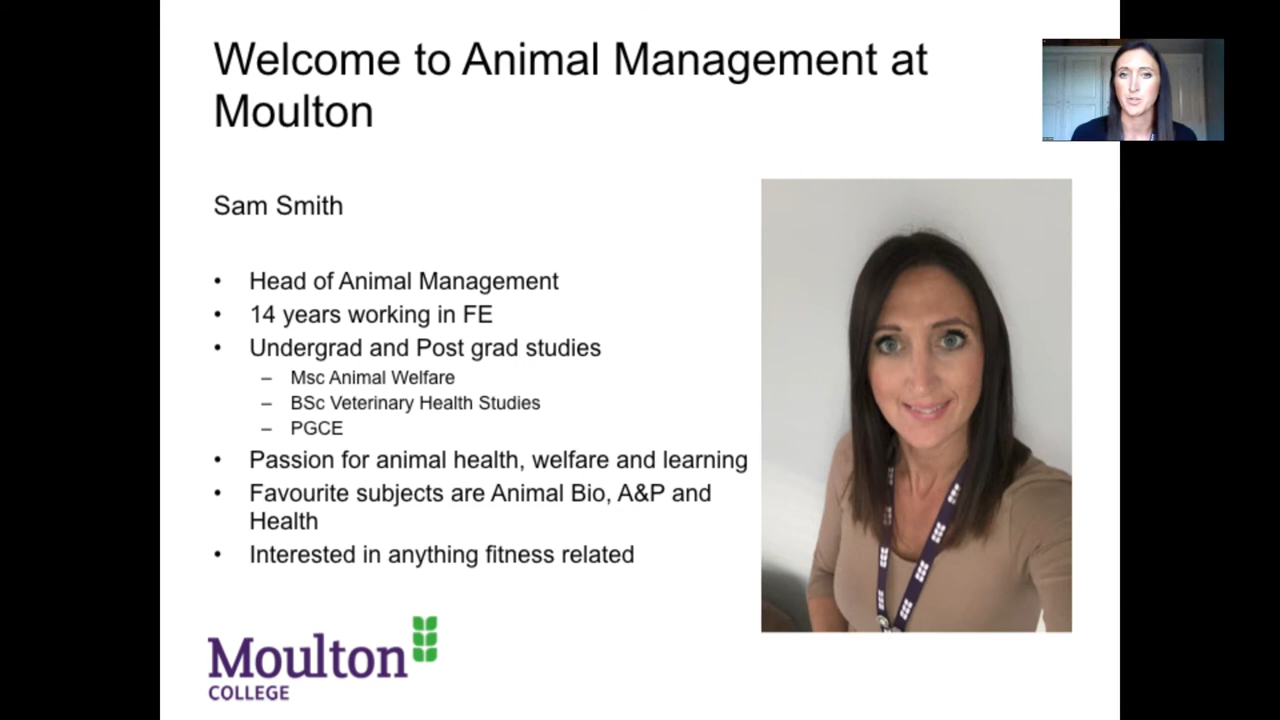 Welcome to Animal Management at
Moulton
Sam Smith
• Head of Animal Management
• 14 years working in FE
• Undergrad and Post grad studies
– Msc Animal Welfare
– BSc Veterinary Health Studies
– PGCE
• Passion for animal health, welfare and learning
• Favourite subjects are Animal Bio, A&P and
Health
• Interested in anything fitness related
Moulton
COLLEGE